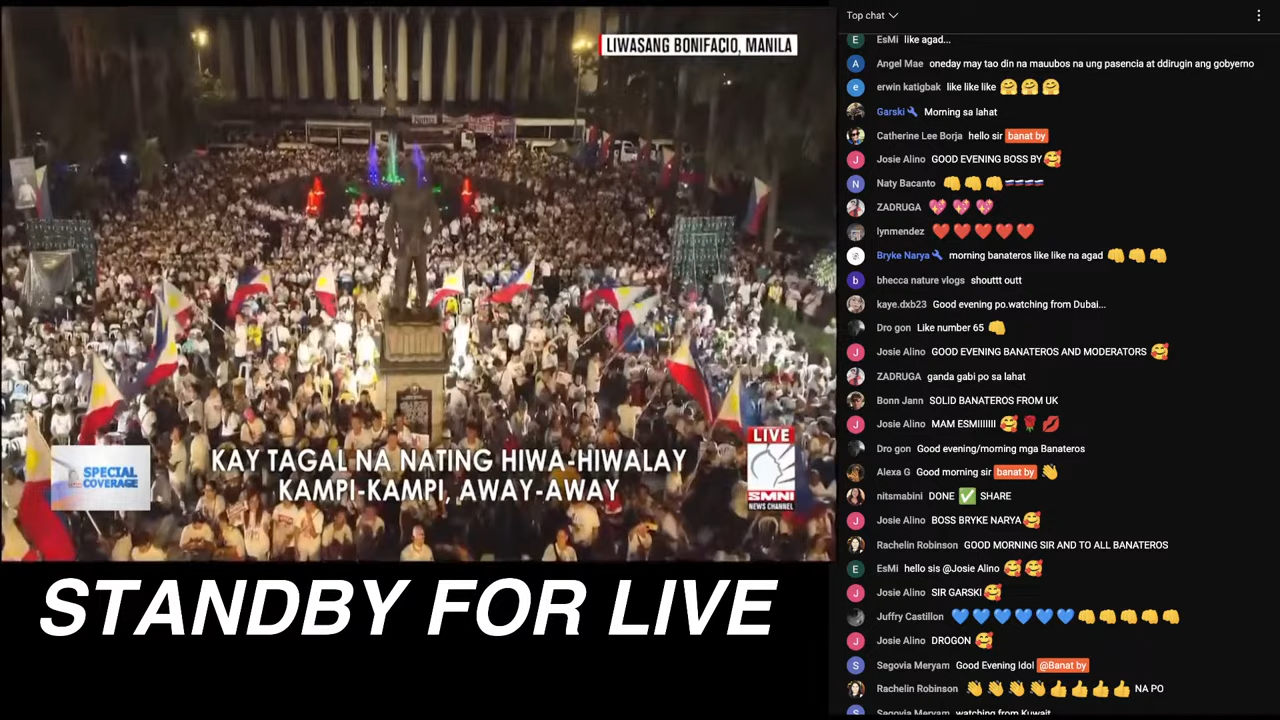 LIWASANG BONIFACIO, MANILA
SPECIAL
COVERAGE
KAY TAGAL NA NATING HIWA-HIWALAY
KAMPI-KAMPI, AWAY-AWAY
LIVE
SMNI
NEWS CHANNEL
STANDBY FOR LIVE
Top chat
E EsMi like agad...
A Angel Mae oneday may tao din na mauubos na ung pasencia at ddirugin ang gobyerno
e erwin katigbak like like like 🤗 🤗 🤗
Garski Morning sa lahat
Catherine Lee Borja hello sir banat by
J Josie Alino GOOD EVENING BOSS BY 🥰
N Naty Bacanto 👊 👊 👊
ZADRUGA 💖 💖 💖
lynmendez ❤️ ❤️ ❤️ ❤️ ❤️
Bryke Narya morning banateros like like na agad 👊 👊 👊
b bhecca nature vlogs shouttt outt
kaye.dxb23 Good evening po.watching from Dubai...
Dro gon Like number 65 👊
J Josie Alino GOOD EVENING BANATEROS AND MODERATORS 🥰
ZADRUGA ganda gabi po sa lahat
Bonn Jann SOLID BANATEROS FROM UK
J Josie Alino MAM ESMIIIIIII 🥰 🌹 💋
Dro gon Good evening/morning mga Banateros
Alexa G Good morning sir banat by 👋
nitsmabini DONE ✅ SHARE
J Josie Alino BOSS BRYKE NARYA 🥰
Rachelin Robinson GOOD MORNING SIR AND TO ALL BANATEROS
E EsMi hello sis @Josie Alino 🥰 🥰
J Josie Alino SIR GARSKI 🥰
Juffry Castillon 💙 💙 💙 💙 💙 💙 👊 👊 👊 👊 👊
J Josie Alino DROGON 🥰
S Segovia Meryam Good Evening Idol @Banat by
Rachelin Robinson 👋 👋 👋 👋 👍 👍 👍 👍 NA PO
Segovia Meryam watching from Kuwait